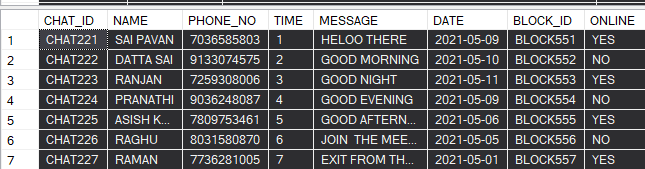 CHAT_ID NAME PHONE_NO TIME MESSAGE DATE BLOCK_ID ONLINE
1 CHAT221 SAI PAVAN 7036585803 1 HELOO THERE 2021-05-09 BLOCK551 YES
2 CHAT222 DATTA SAI 9133074575 2 GOOD MORNING 2021-05-10 BLOCK552 NO
3 CHAT223 RANJAN 7259308006 3 GOOD NIGHT 2021-05-11 BLOCK553 YES
4 CHAT224 PRANATHI 9036248087 4 GOOD EVENING 2021-05-09 BLOCK554 NO
5 CHAT225 ASISH K... 7809753461 5 GOOD AFTERN... 2021-05-06 BLOCK555 YES
6 CHAT226 RAGHU 8031580870 6 JOIN THE MEE... 2021-05-05 BLOCK556 NO
7 CHAT227 RAMAN 7736281005 7 EXIT FROM TH... 2021-05-01 BLOCK557 YES